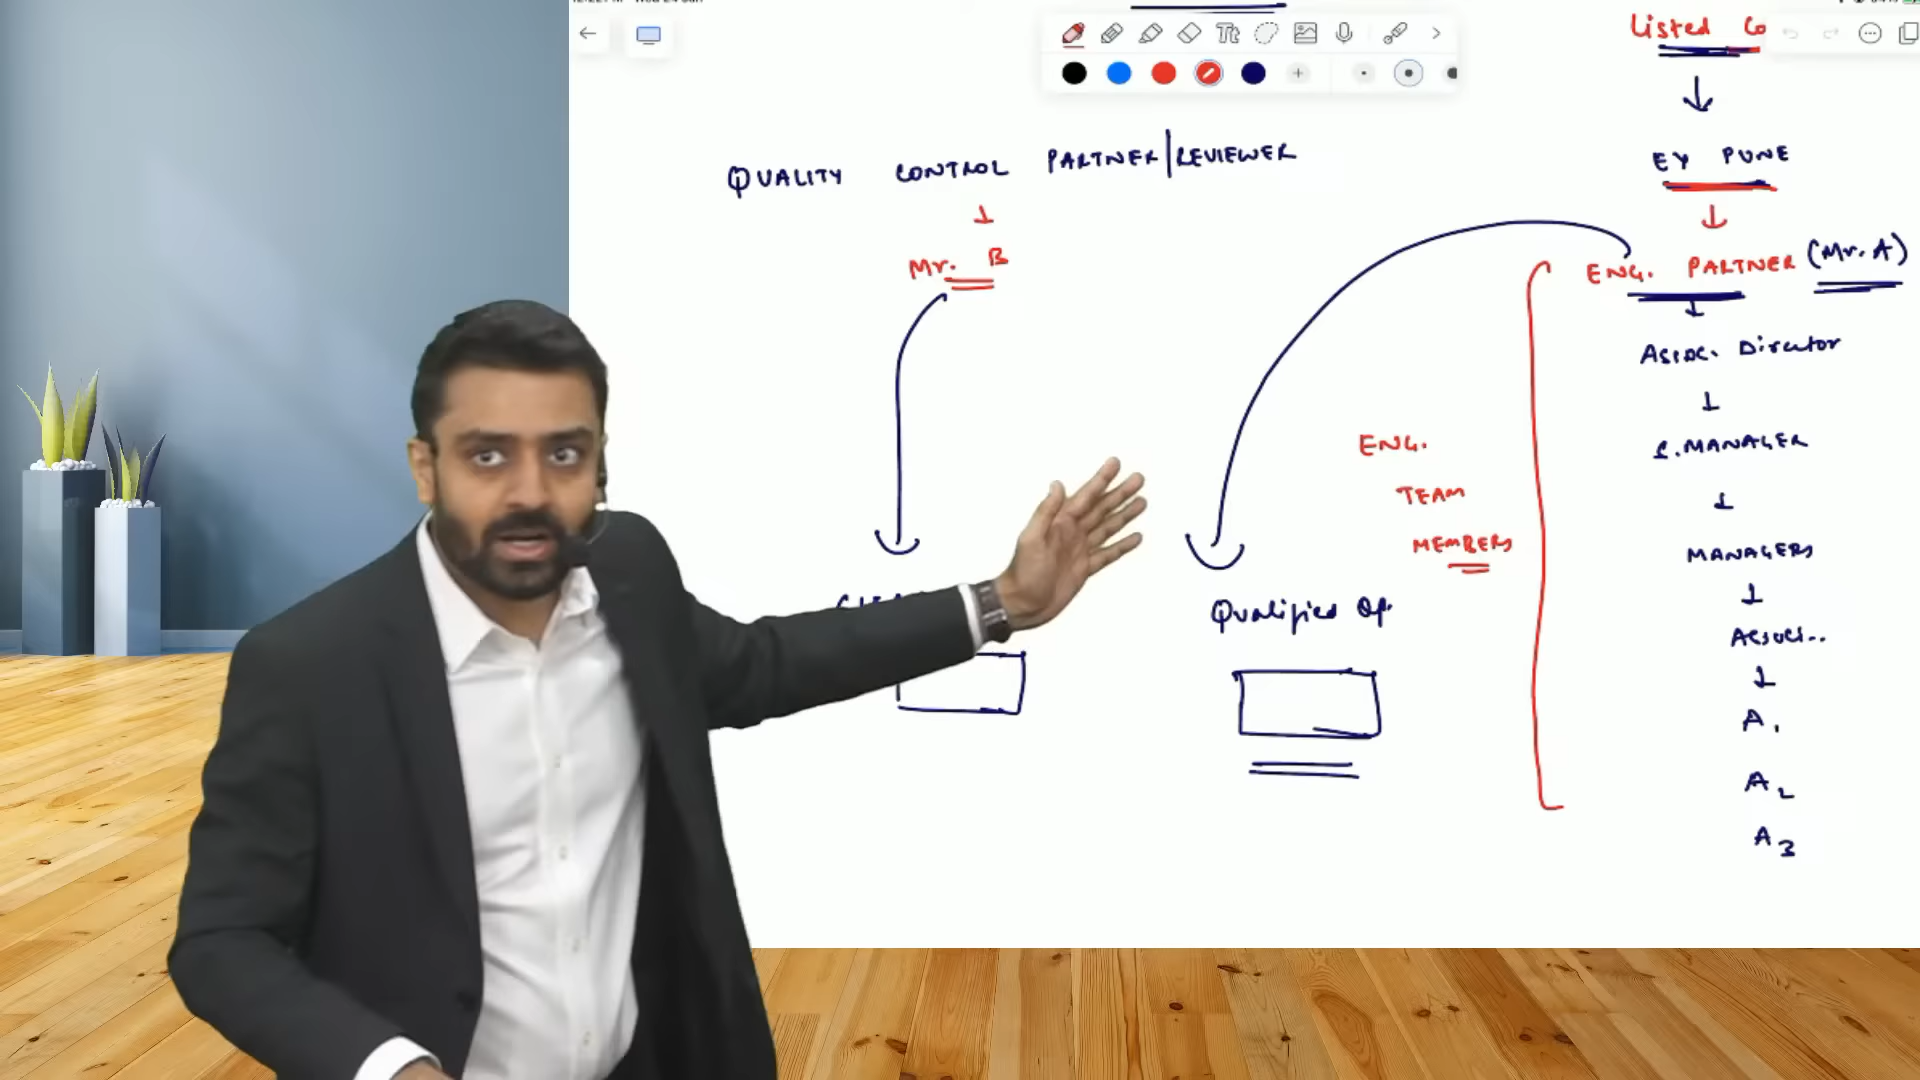 Listed Co
EY PUNE
QUALITY CONTROL PARTNER|REVIEWER
Mr. B
ENG. PARTNER (Mr. A)
Assoc. Director
S.MANAGER
ENG.
TEAM
MEMBERS
MANAGERS
Qualified Op.
A1
A2
A3
Tt